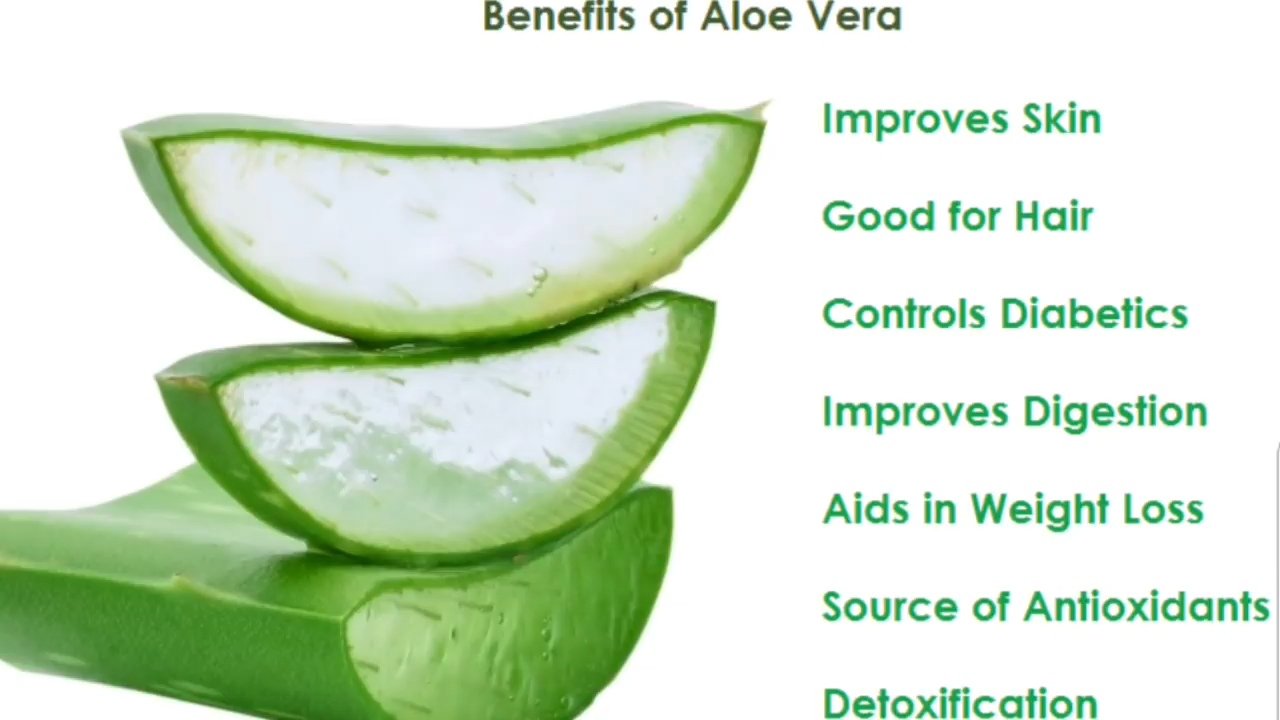 Benefits of Aloe Vera
Improves Skin
Good for Hair
Controls Diabetics
Improves Digestion
Aids in Weight Loss
Source of Antioxidants
Detoxification